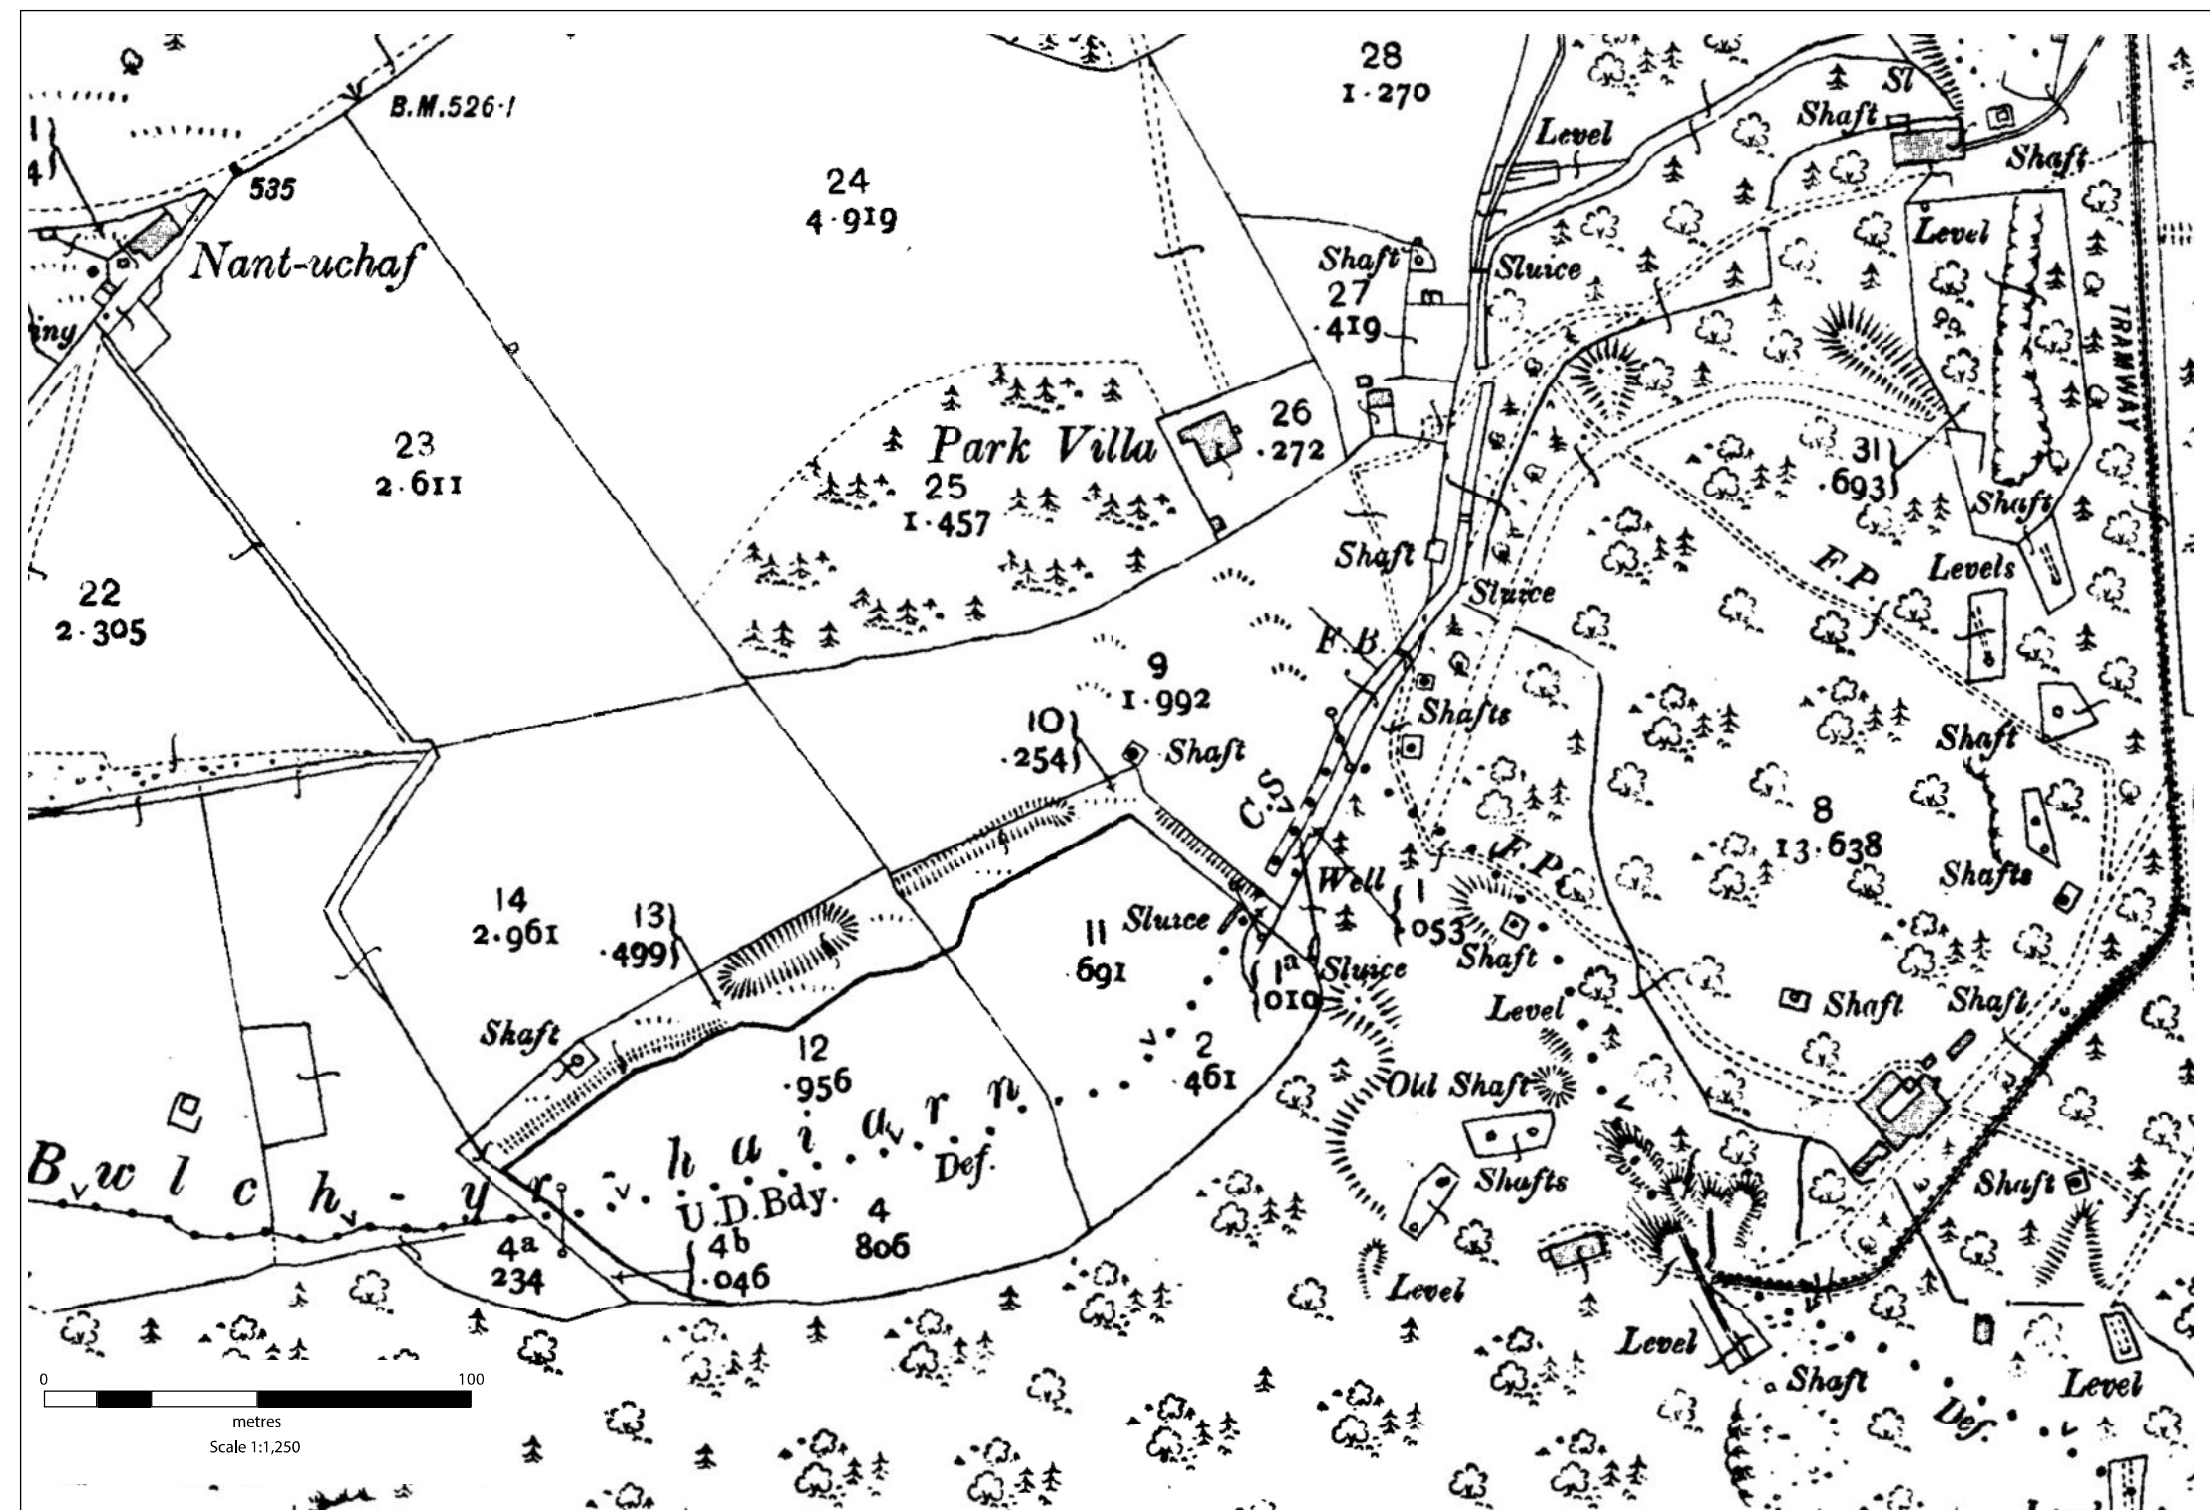 28
1·270
B.M.526·1
Sl
Shaft
Level
Shaft
535
24
4·919
Nant-uchaf
Level
Shaft
Sluice
27
·419
TRAMWAY
26
·272
Park Villa
23
2·611
25
1·457
31
·693
Shaft
Shaft
F.P.
Levels
22
2·305
Sluice
F.B.
9
1·992
10
·254
Shaft
Shafts
Shaft
C.S.
8
13·638
F.P.
Well
1
053
Shafts
14
2·961
13
·499
Sluice
11
691
Shaft
Sluice
1a
010
Level
Shaft
Shaft
Shaft
12
·956
2
461
Old Shaft
Bwlch-yr haiarn
Def.
U.D.Bdy.
Shafts
Shaft
4a
234
4b
·046
4
806
Level
Level
Shaft
Level
Def.
0
100
metres
Scale 1:1,250